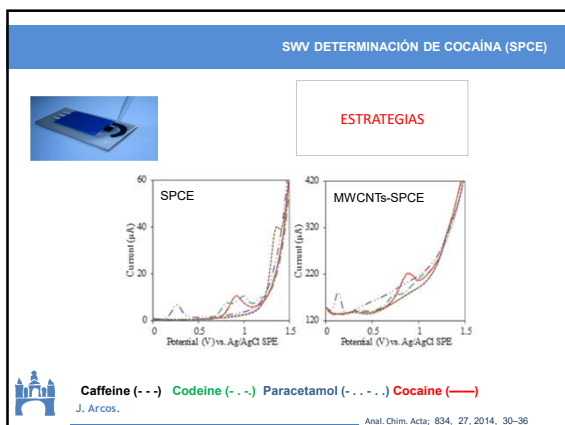 SWV DETERMINACIÓN DE COCAÍNA (SPCE)
ESTRATEGIAS
SPCE
60
40
20
0
Current (µA)
0
0.5
1
1.5
Potential (V) vs. Ag/AgCl SPE
MWCNTs-SPCE
420
320
220
120
Current (µA)
0
0.5
1
1.5
Potential (V) vs. Ag/AgCl SPE
Caffeine (- - -) Codeine (- . -.) Paracetamol (- . . - . .) Cocaine (——)
J. Arcos.
Anal. Chim. Acta; 834, 27, 2014, 30–36